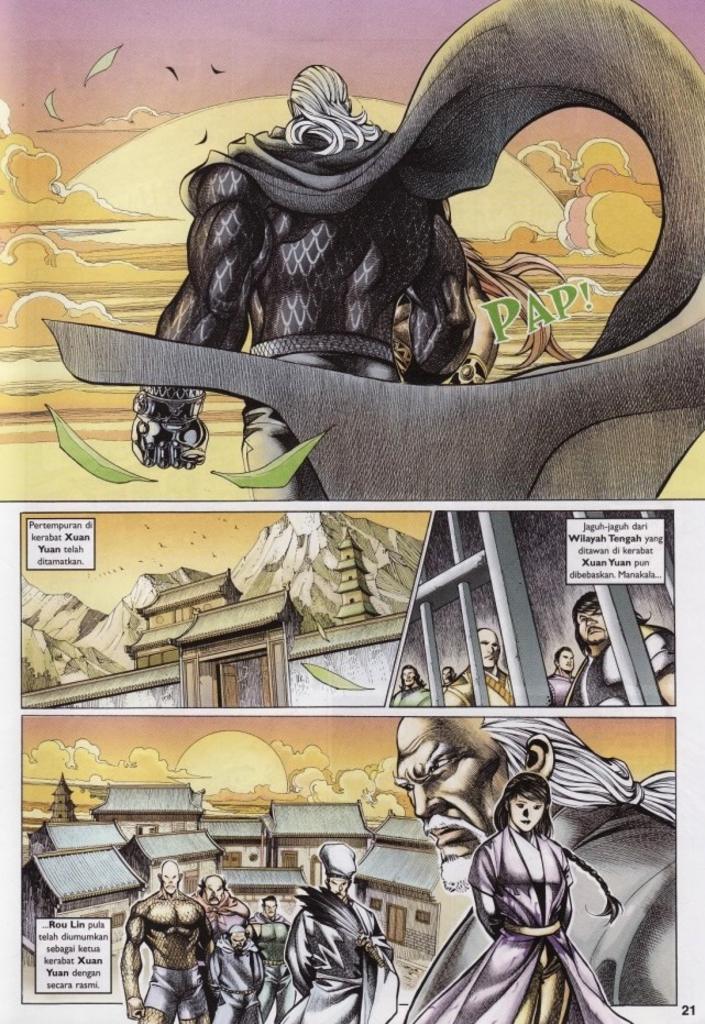 PAP!
Pertempuran di
kerabat Xuan
Yuan telah
ditamatkan.
Jaguh-jaguh dari
Wilayah Tengah yang
ditawan di kerabat
Xuan Yuan pun
dibebaskan. Manakala...
...Rou Lin pula
telah diumumkan
sebagai ketua
kerabat Xuan
Yuan dengan
secara rasmi.
21